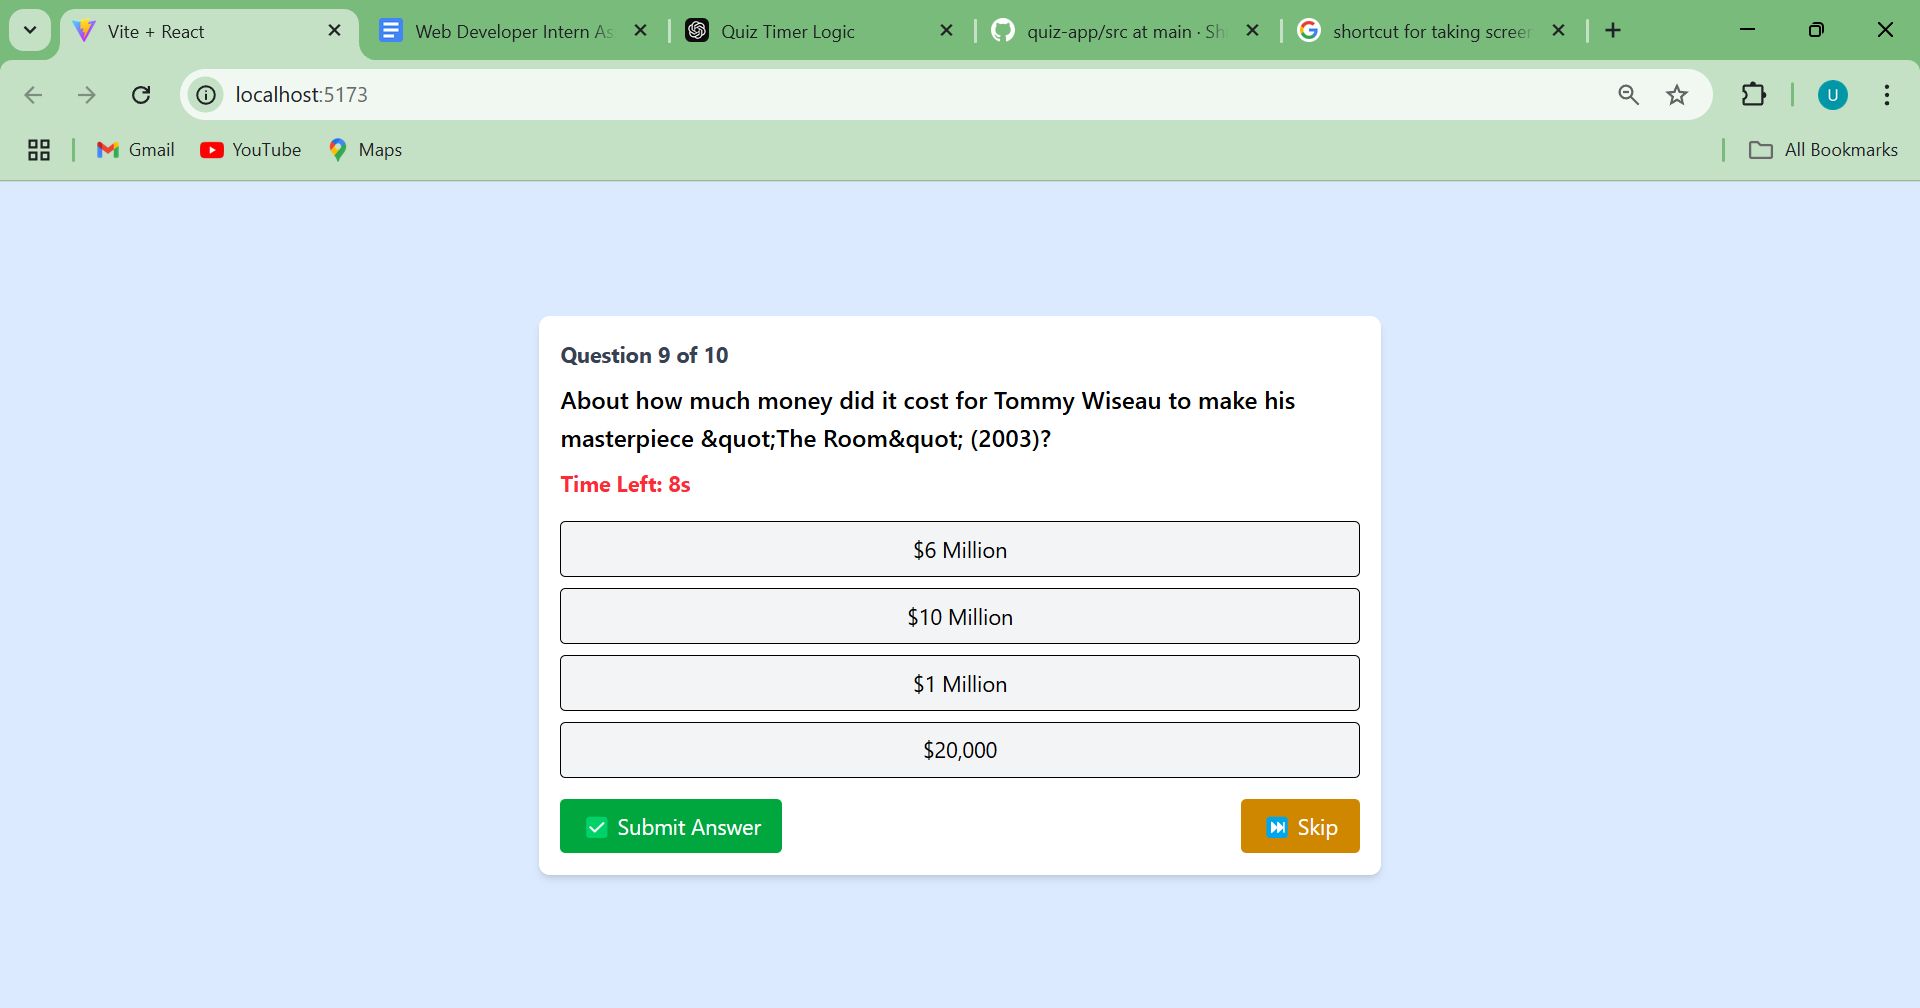 Vite + React
Web Developer Intern As
Quiz Timer Logic
quiz-app/src at main · Sh
shortcut for taking screen
localhost:5173
U
Gmail
YouTube
Maps
All Bookmarks
Question 9 of 10
About how much money did it cost for Tommy Wiseau to make his
masterpiece &quot;The Room&quot; (2003)?
Time Left: 8s
$6 Million
$10 Million
$1 Million
$20,000
Submit Answer
Skip